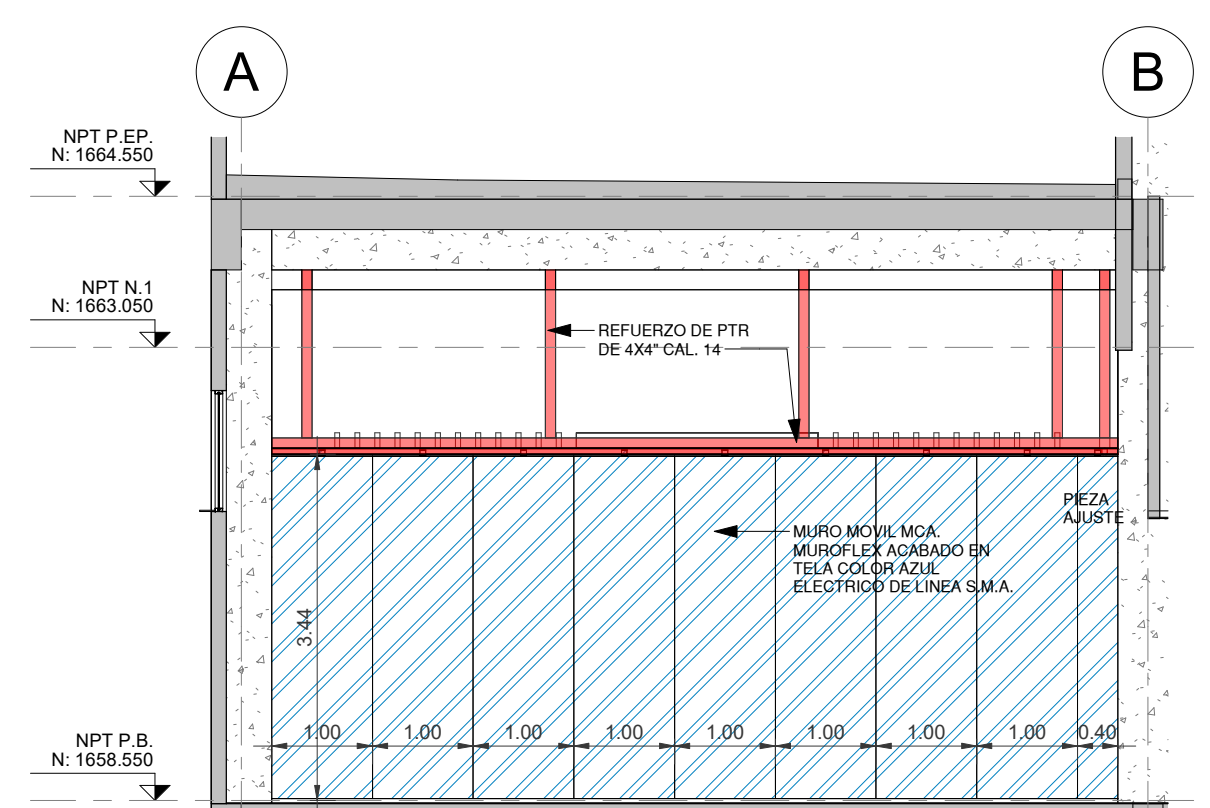 A
B
NPT P.EP.
N: 1664.550
NPT N.1
N: 1663.050
REFUERZO DE PTR
DE 4X4" CAL. 14
PIEZA
AJUSTE
MURO MOVIL MCA.
MUROFLEX ACABADO EN
TELA COLOR AZUL
ELECTRICO DE LINEA S.M.A.
3.44
1.00 1.00 1.00 1.00 1.00 1.00 1.00 1.00 0.40
NPT P.B.
N: 1658.550